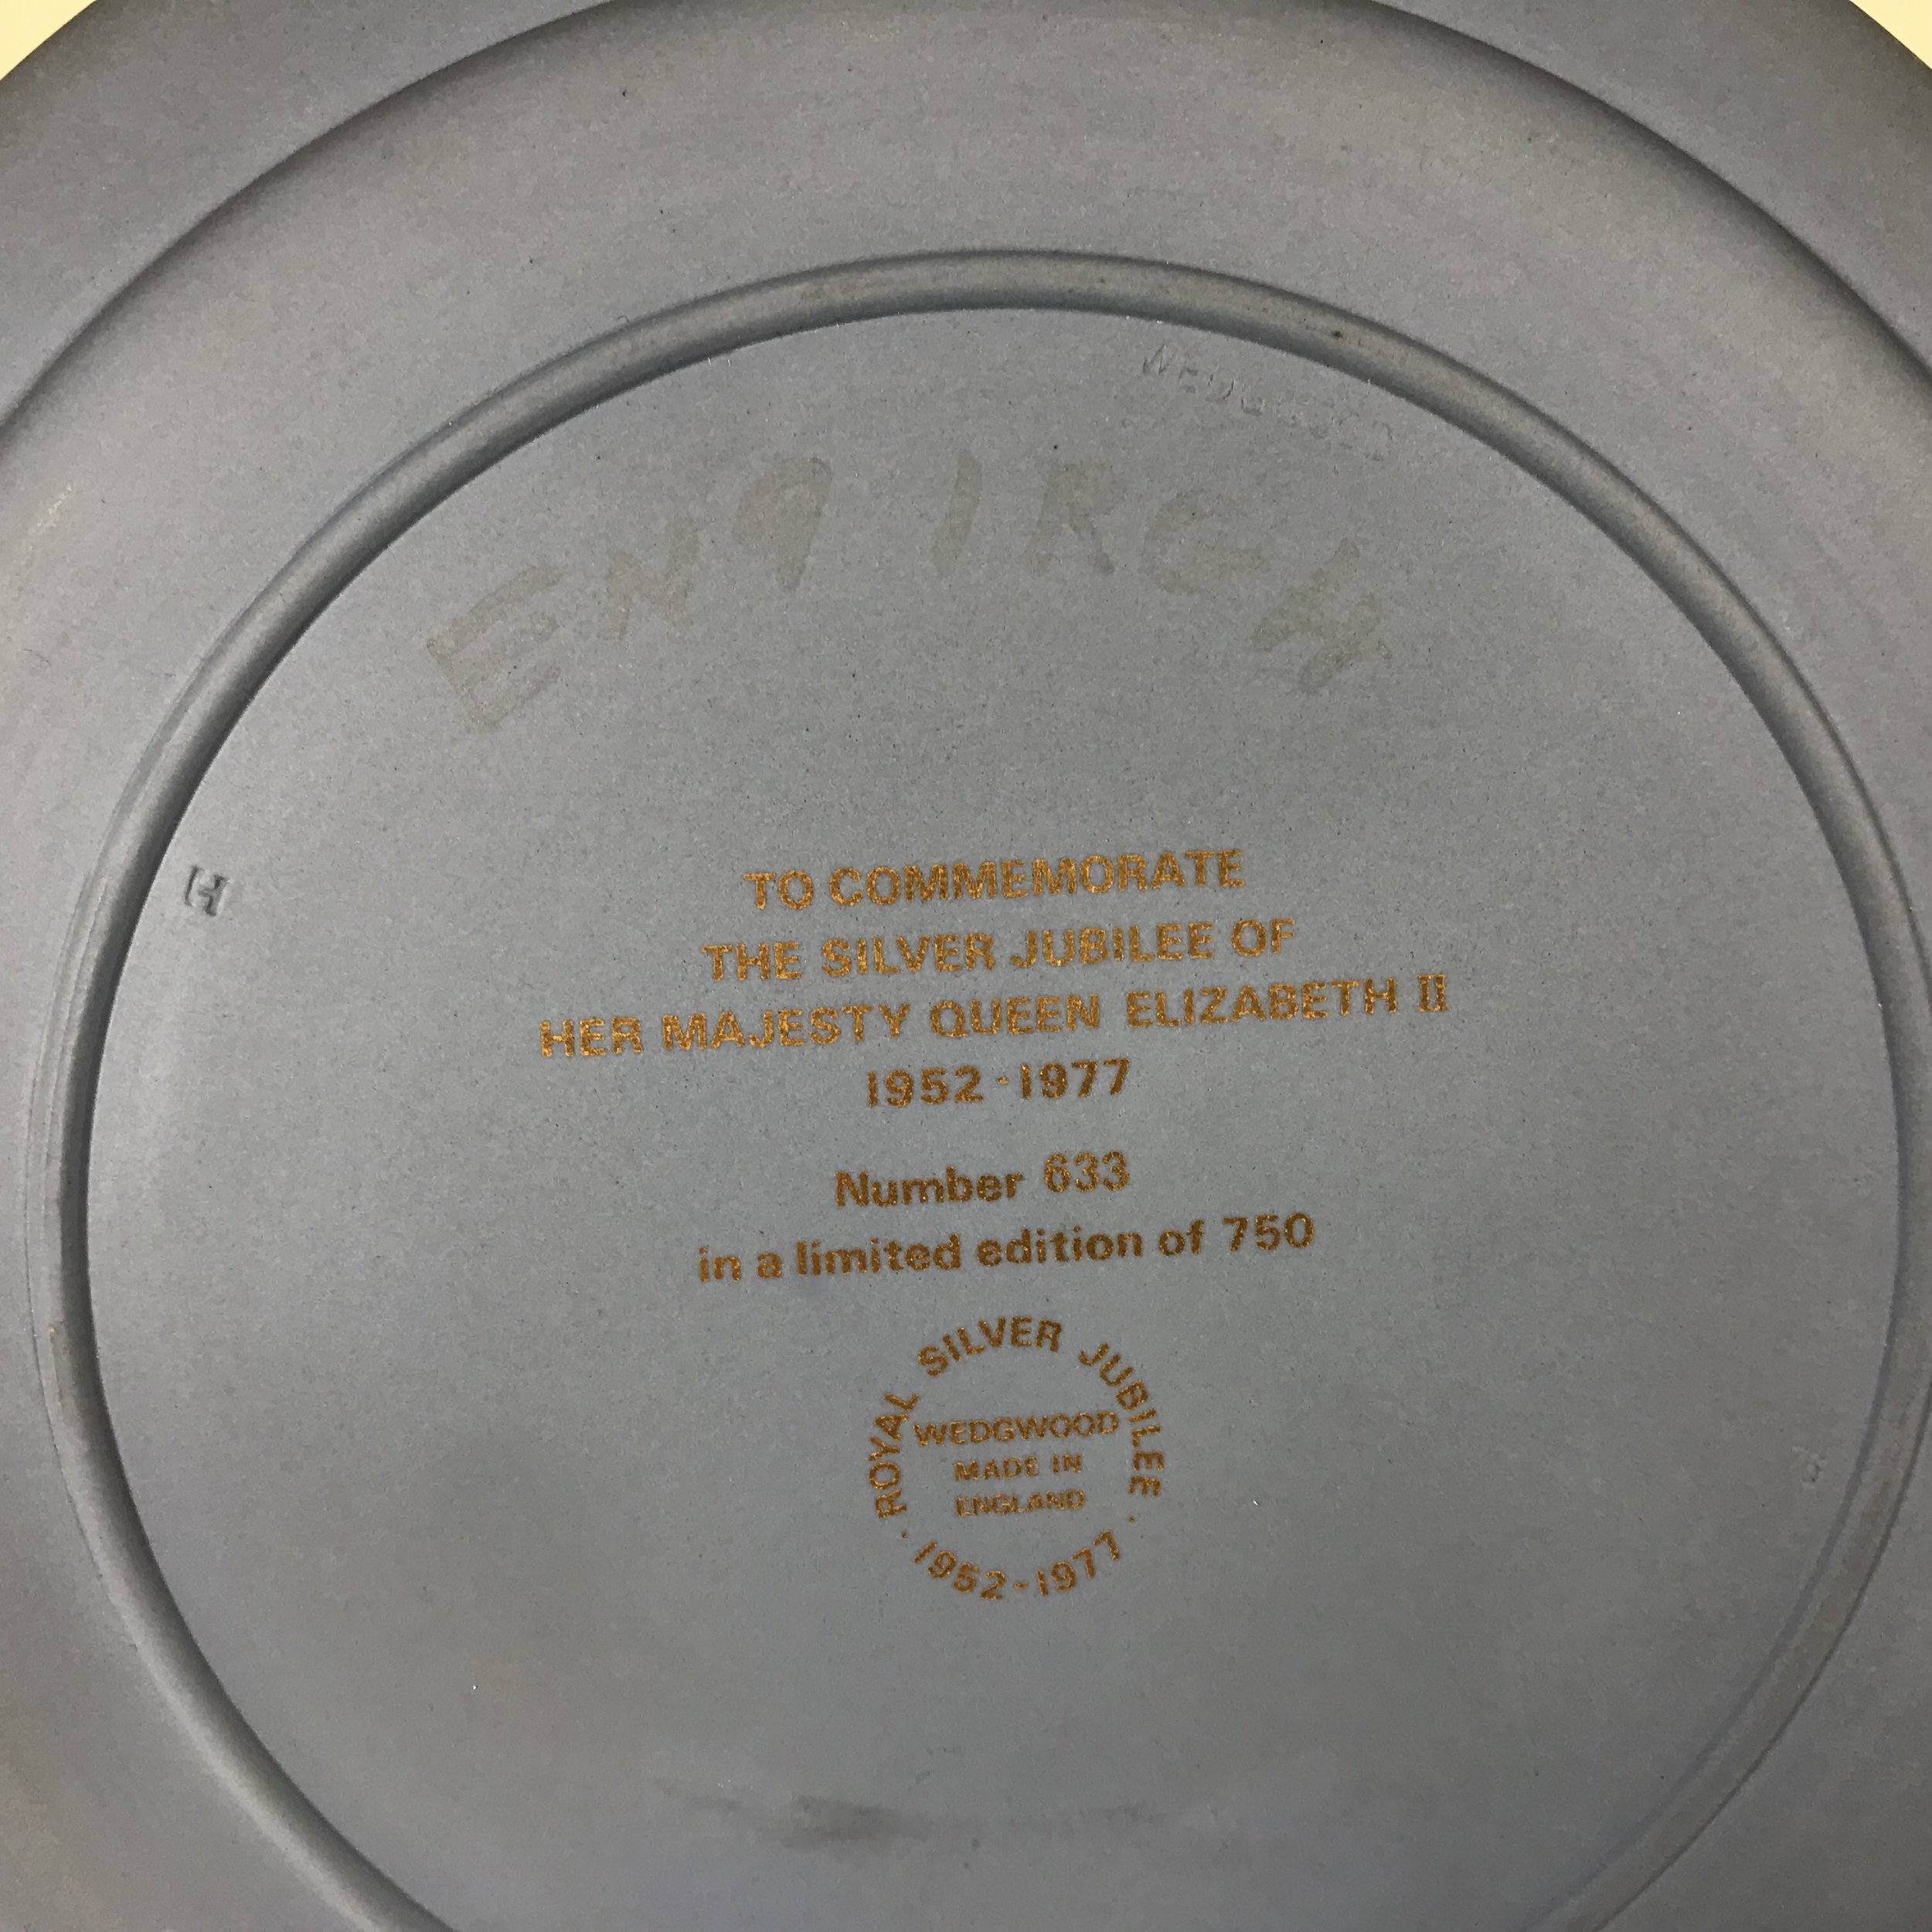 WEDGWOOD
H
TO COMMEMORATE
THE SILVER JUBILEE OF
HER MAJESTY QUEEN ELIZABETH II
1952-1977
Number 633
in a limited edition of 750
ROYAL SILVER JUBILEE
WEDGWOOD
MADE IN
ENGLAND
· 1952-1977 ·